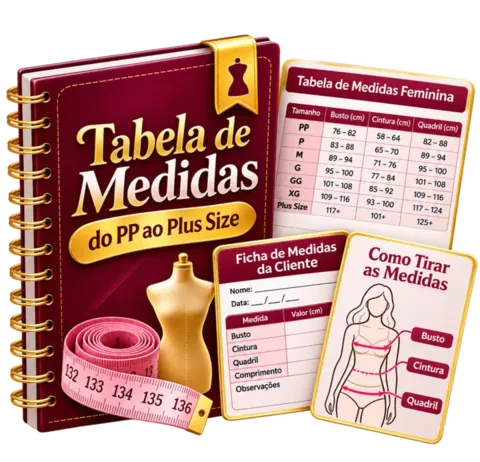 Tabela de
Medidas
do PP ao Plus Size
132 133 134 135 136
Tabela de Medidas Feminina
Tamanho Busto (cm) Cintura (cm) Quadril (cm)
PP 76 – 82 58 – 64 82 – 88
P 83 – 88 65 – 70 89 – 94
M 89 – 94 71 – 76 95 – 100
G 95 – 100 77 – 84 101 – 108
GG 101 – 108 85 – 92 109 – 116
XG 109 – 116 93 – 100 117 – 124
Plus Size 117+ 101+ 125+
Ficha de Medidas
da Cliente
Nome:
Data: __ / __ / __
Medida Valor (cm)
Busto
Cintura
Quadril
Comprimento
Observações
Como Tirar
as Medidas
Busto
Cintura
Quadril